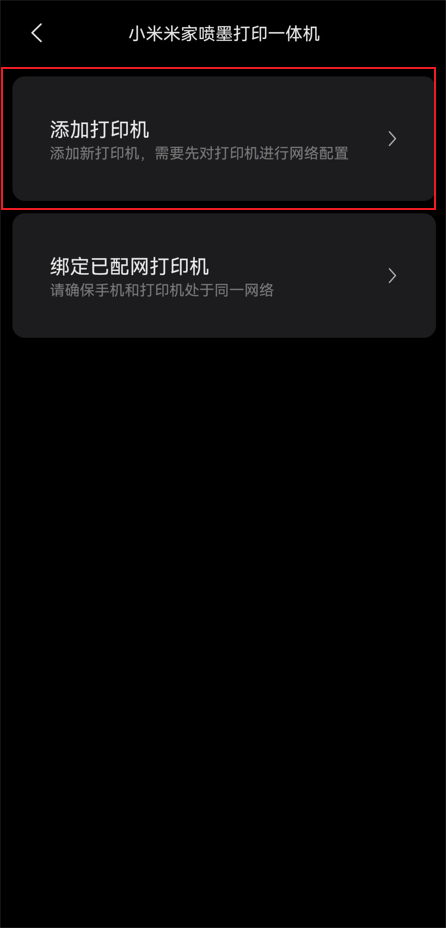 小米米家喷墨打印一体机
添加打印机
添加新打印机，需要先对打印机进行网络配置
绑定已配网打印机
请确保手机和打印机处于同一网络